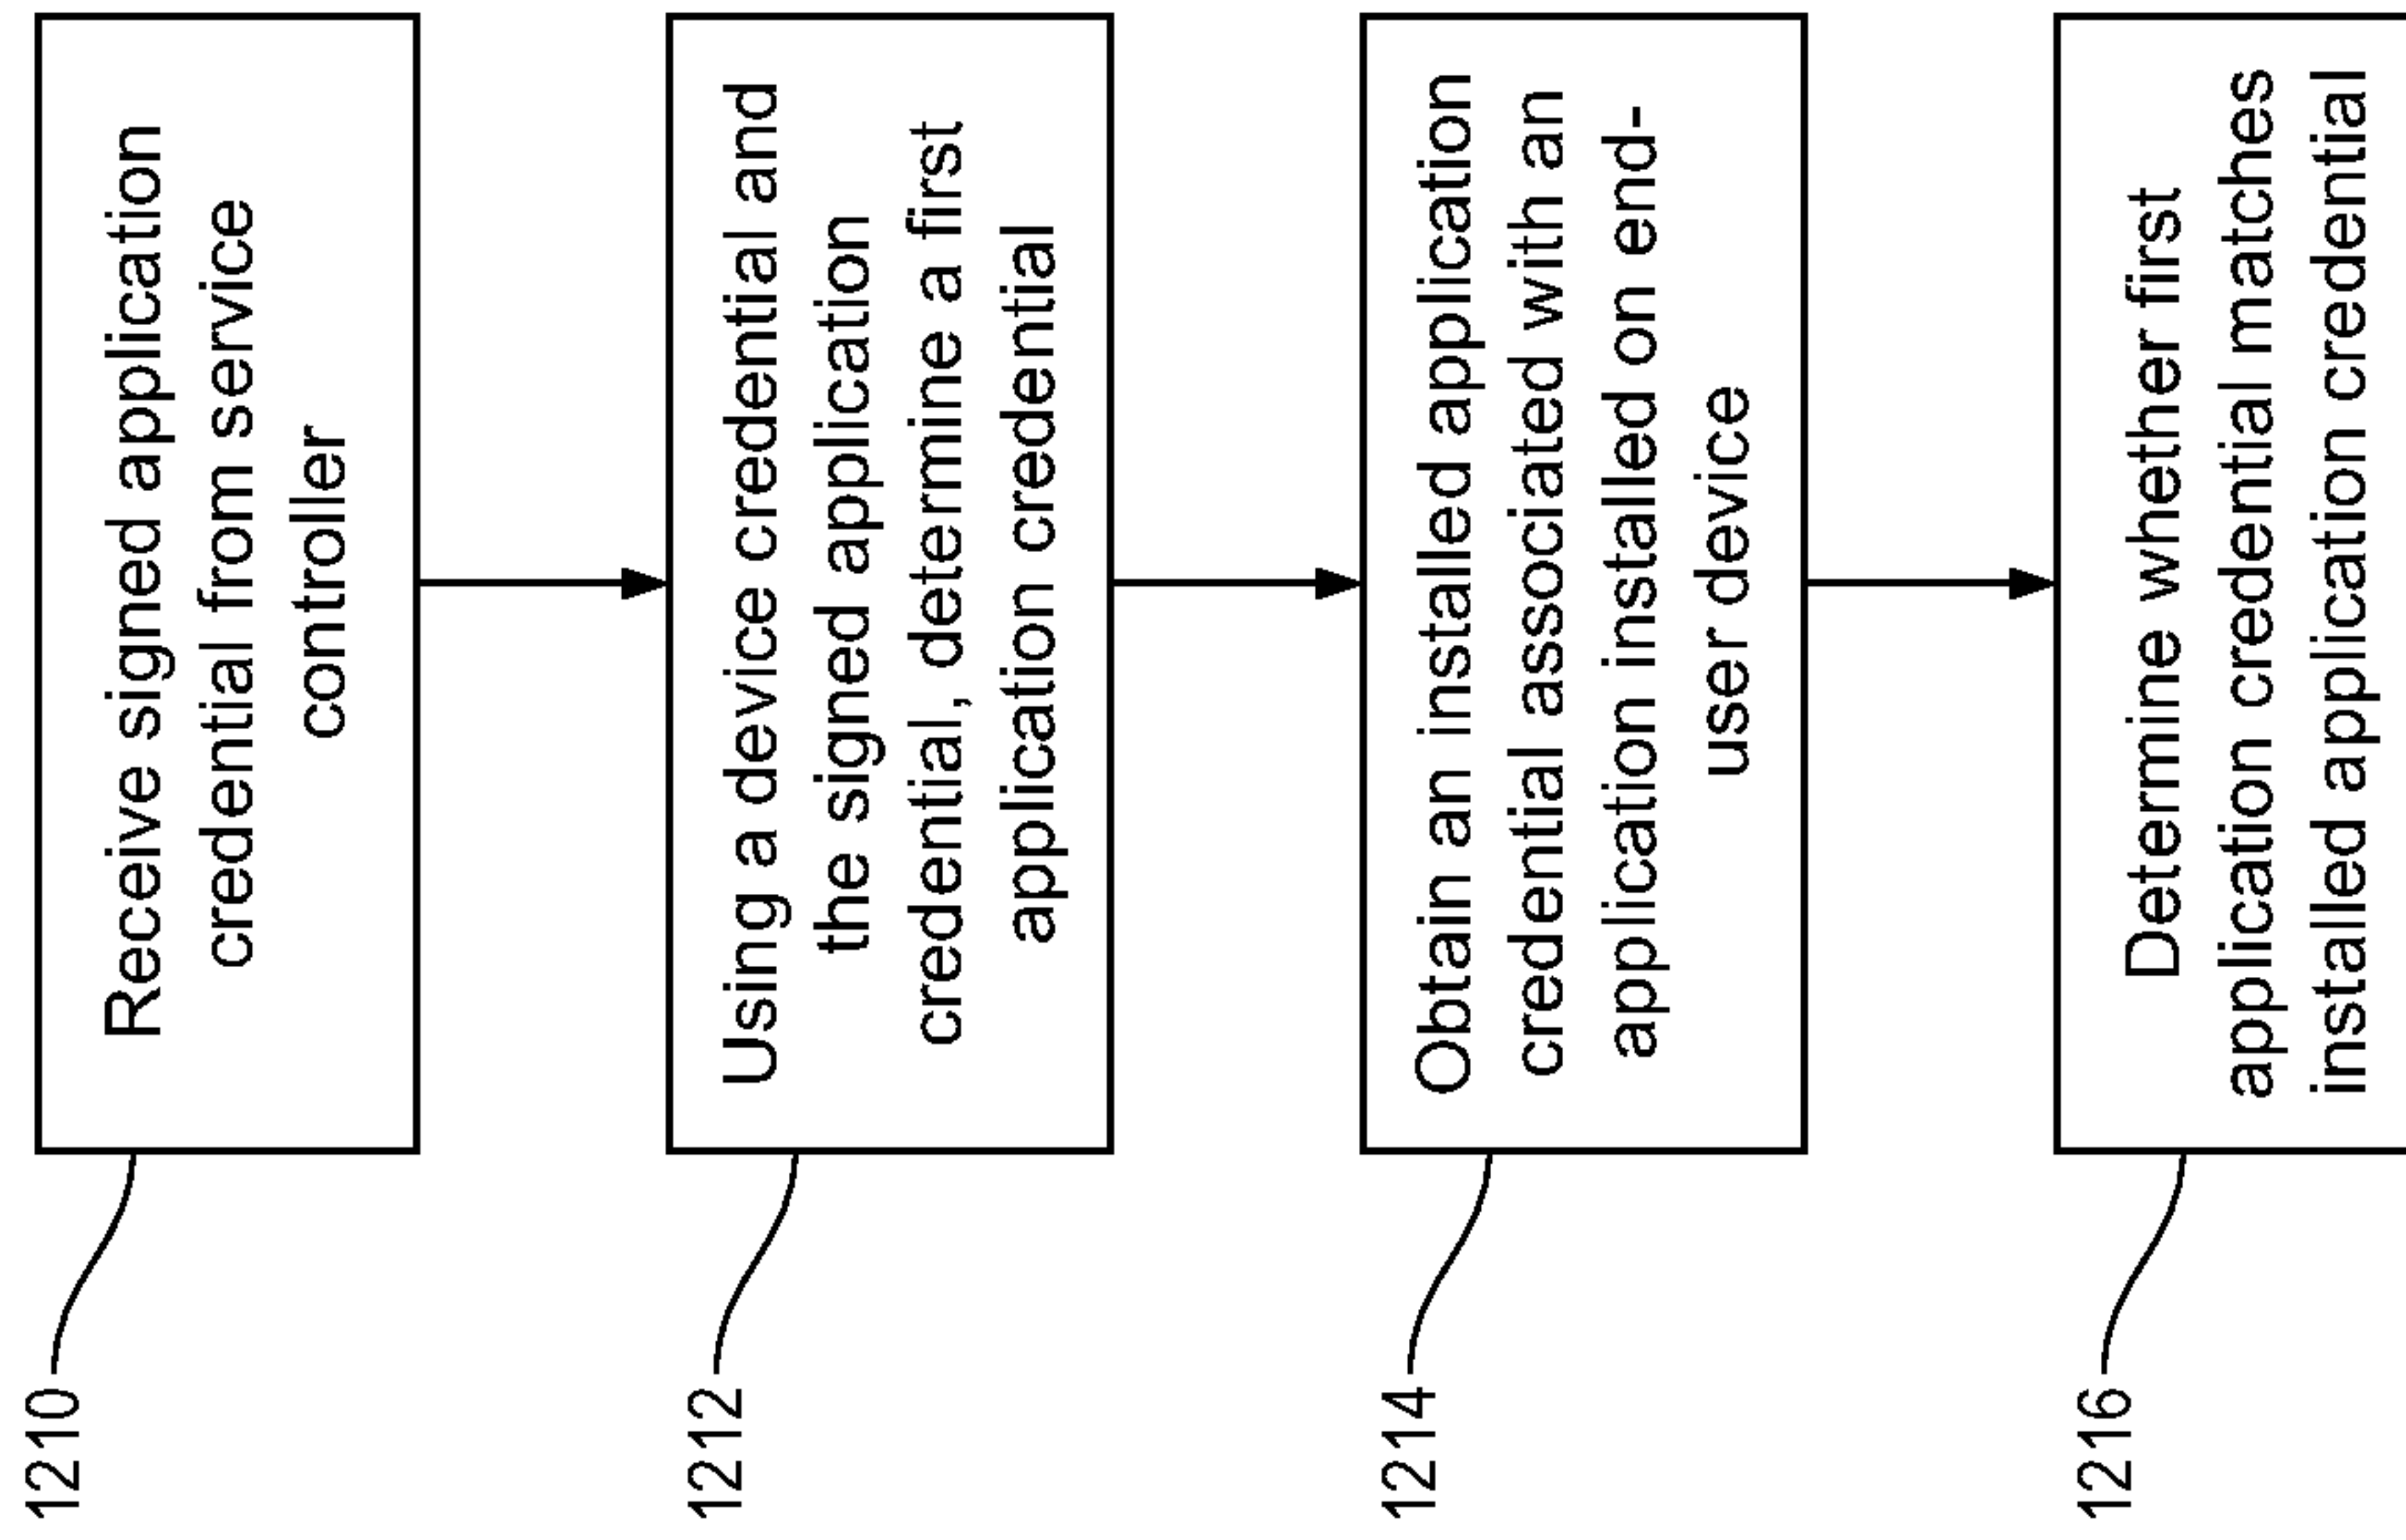 1210
Receive signed application
credential from service
controller
1212
Using a device credential and
the signed application
credential, determine a first
application credential
1214
Obtain an installed application
credential associated with an
application installed on end-
user device
1216
Determine whether first
application credential matches
installed application credential